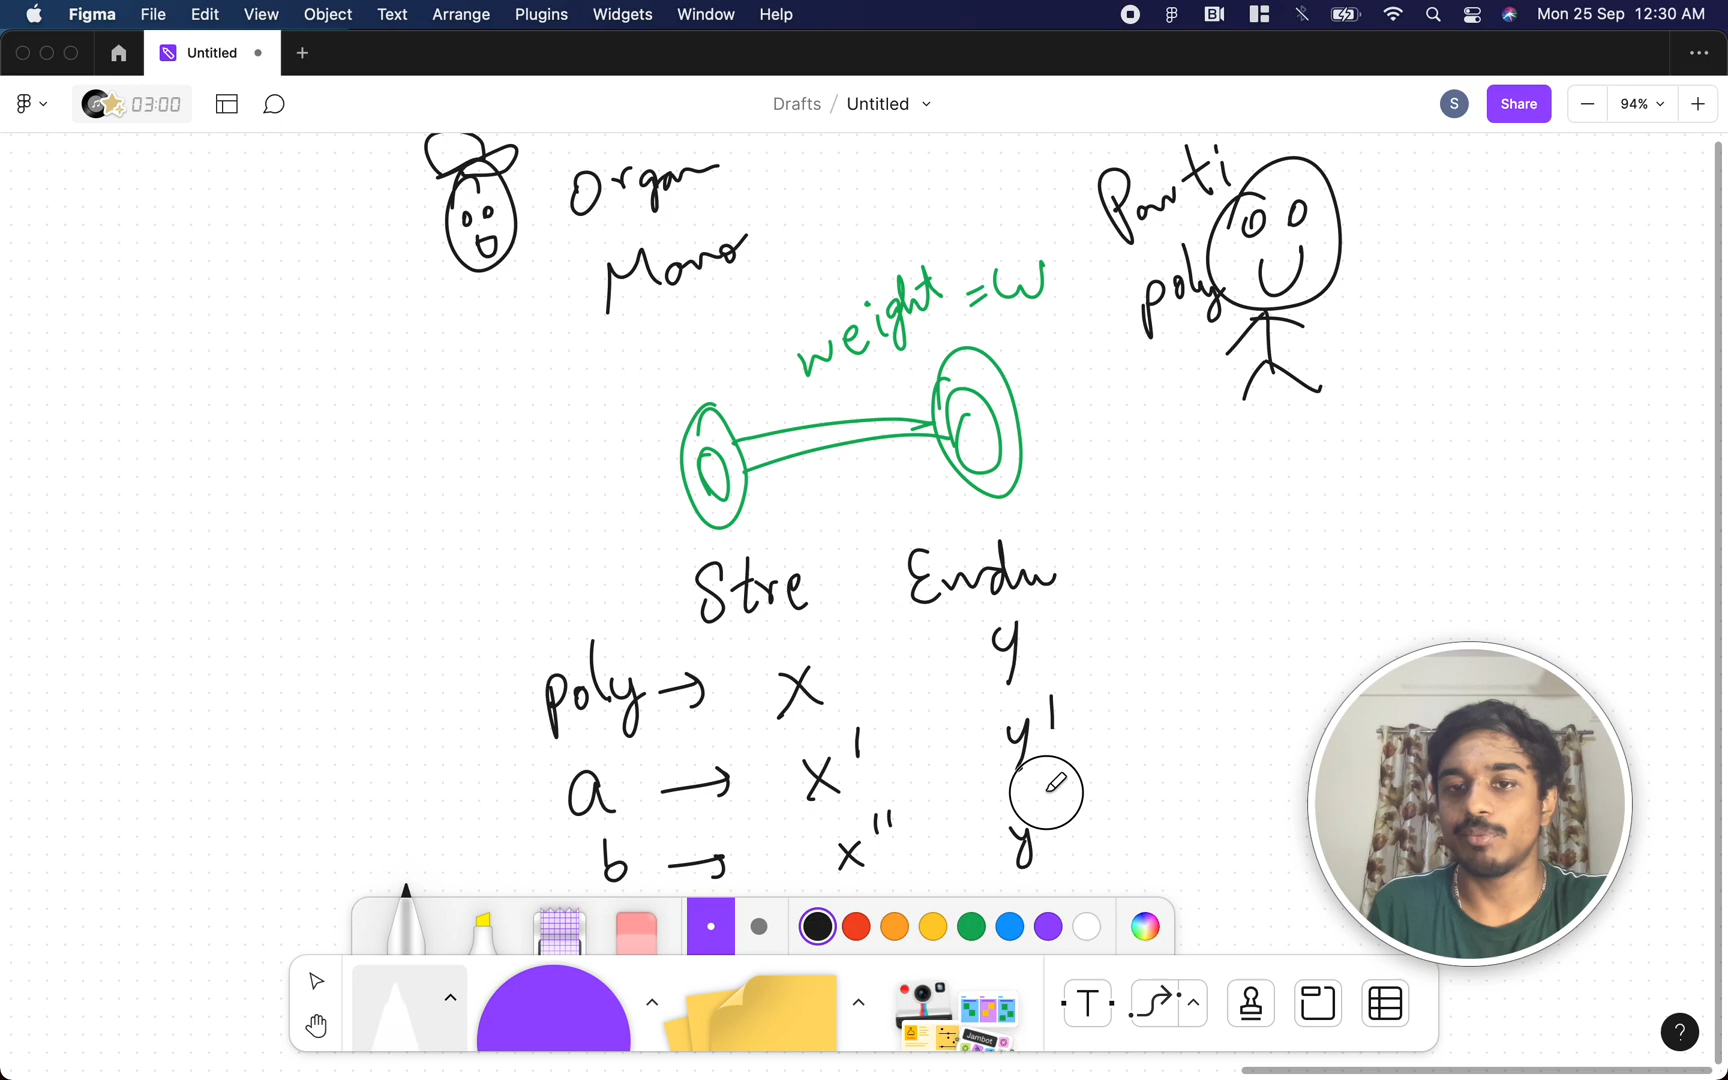 Figma File Edit View Object Text Arrange Plugins Widgets Window Help Mon 25 Sep 12:30 AM
Untitled
03:00 Drafts / Untitled S Share 94%
Organ
Mono
Parti
poly
weight = W
Stre Endu
y
poly → x
a → x' y'
b → x'' y
T
Jambot
?